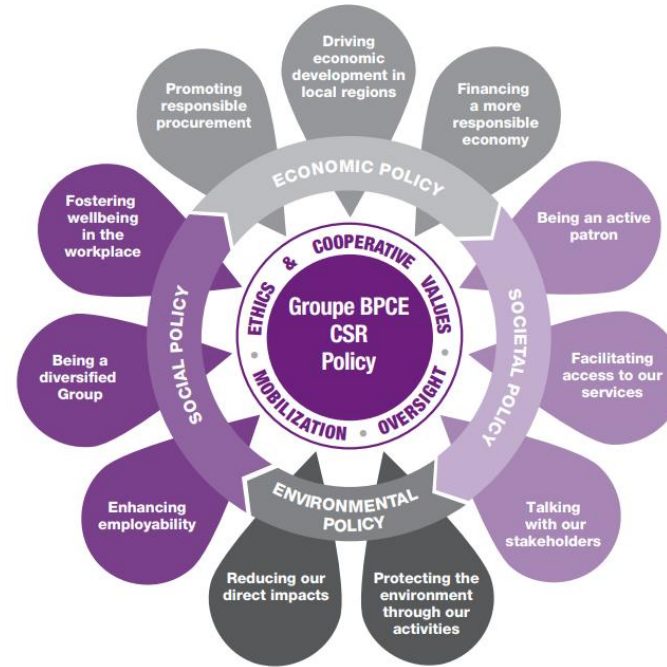 Driving
economic
development in
local regions
Promoting
responsible
procurement
Financing
a more
responsible
economy
ECONOMIC POLICY
Fostering
wellbeing
in the
workplace
Being an active
patron
ETHICS & COOPERATIVE VALUES
Groupe BPCE
CSR
Policy
MOBILIZATION • OVERSIGHT
SOCIAL POLICY
SOCIETAL POLICY
Being a
diversified
Group
Facilitating
access to our
services
Enhancing
employability
ENVIRONMENTAL
POLICY
Talking
with our
stakeholders
Reducing our
direct impacts
Protecting the
environment
through our
activities